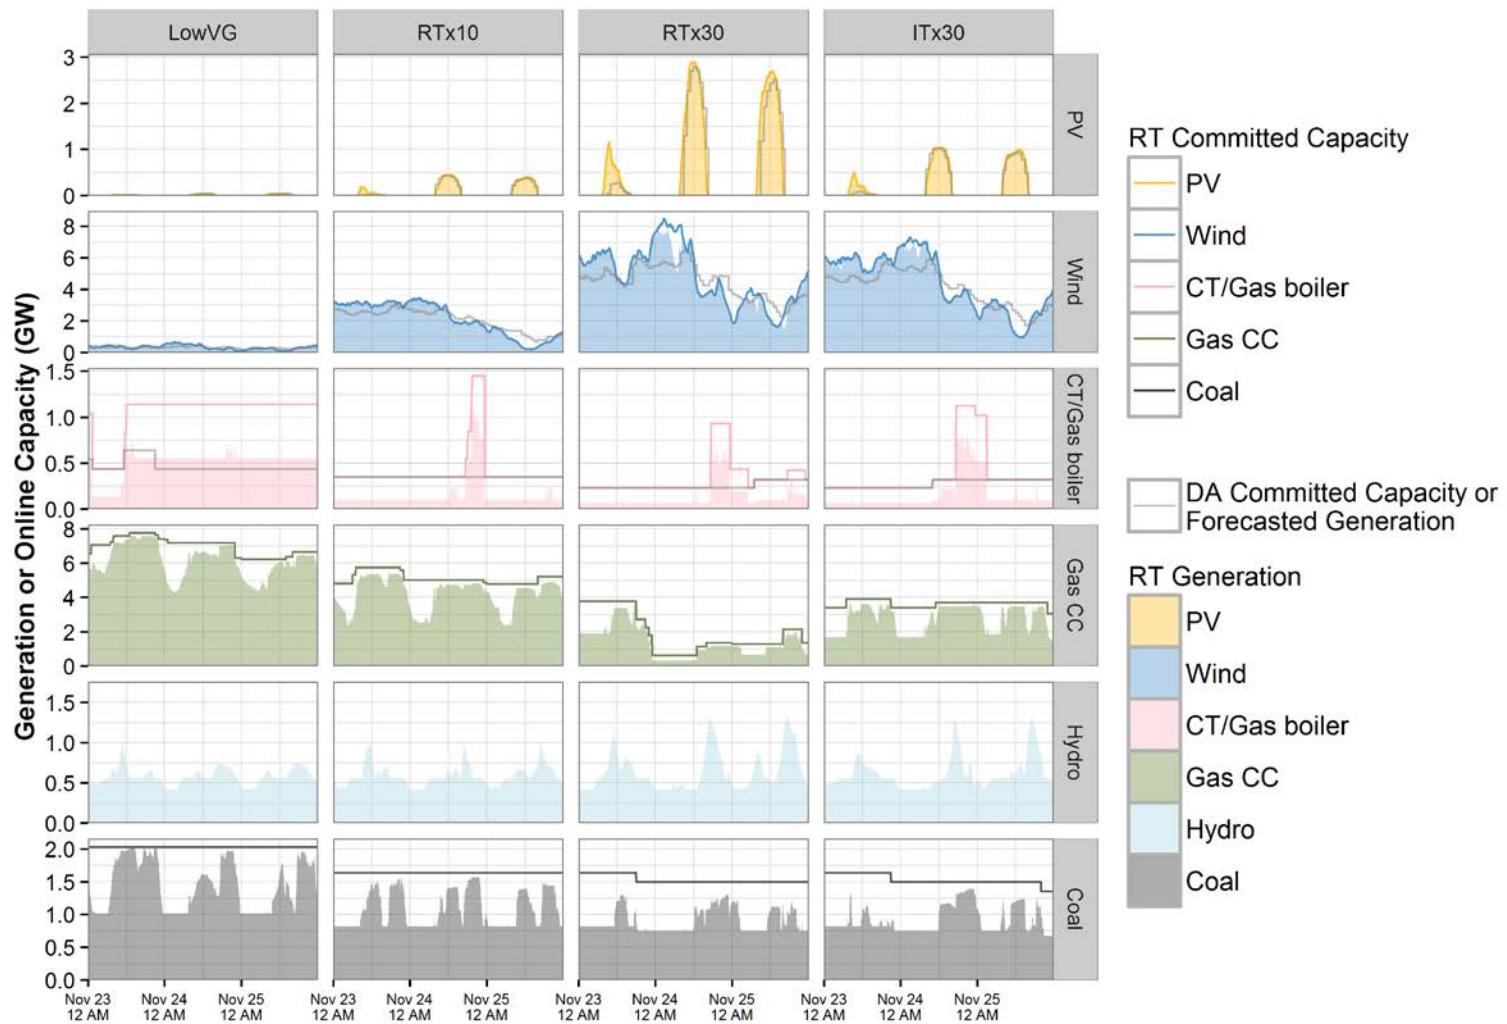 LowVG RTx10 RTx30 ITx30
Generation or Online Capacity (GW)
3
2
1
0
PV
8
6
4
2
0
Wind
1.5
1.0
0.5
0.0
CT/Gas boiler
8
6
4
2
0
Gas CC
1.5
1.0
0.5
0.0
Hydro
2.0
1.5
1.0
0.5
0.0
Coal
Nov 23 Nov 24 Nov 25 Nov 23 Nov 24 Nov 25 Nov 23 Nov 24 Nov 25 Nov 23 Nov 24 Nov 25
12 AM 12 AM 12 AM 12 AM 12 AM 12 AM 12 AM 12 AM 12 AM 12 AM 12 AM 12 AM
RT Committed Capacity
PV
Wind
CT/Gas boiler
Gas CC
Coal
DA Committed Capacity or
Forecasted Generation
RT Generation
PV
Wind
CT/Gas boiler
Gas CC
Hydro
Coal